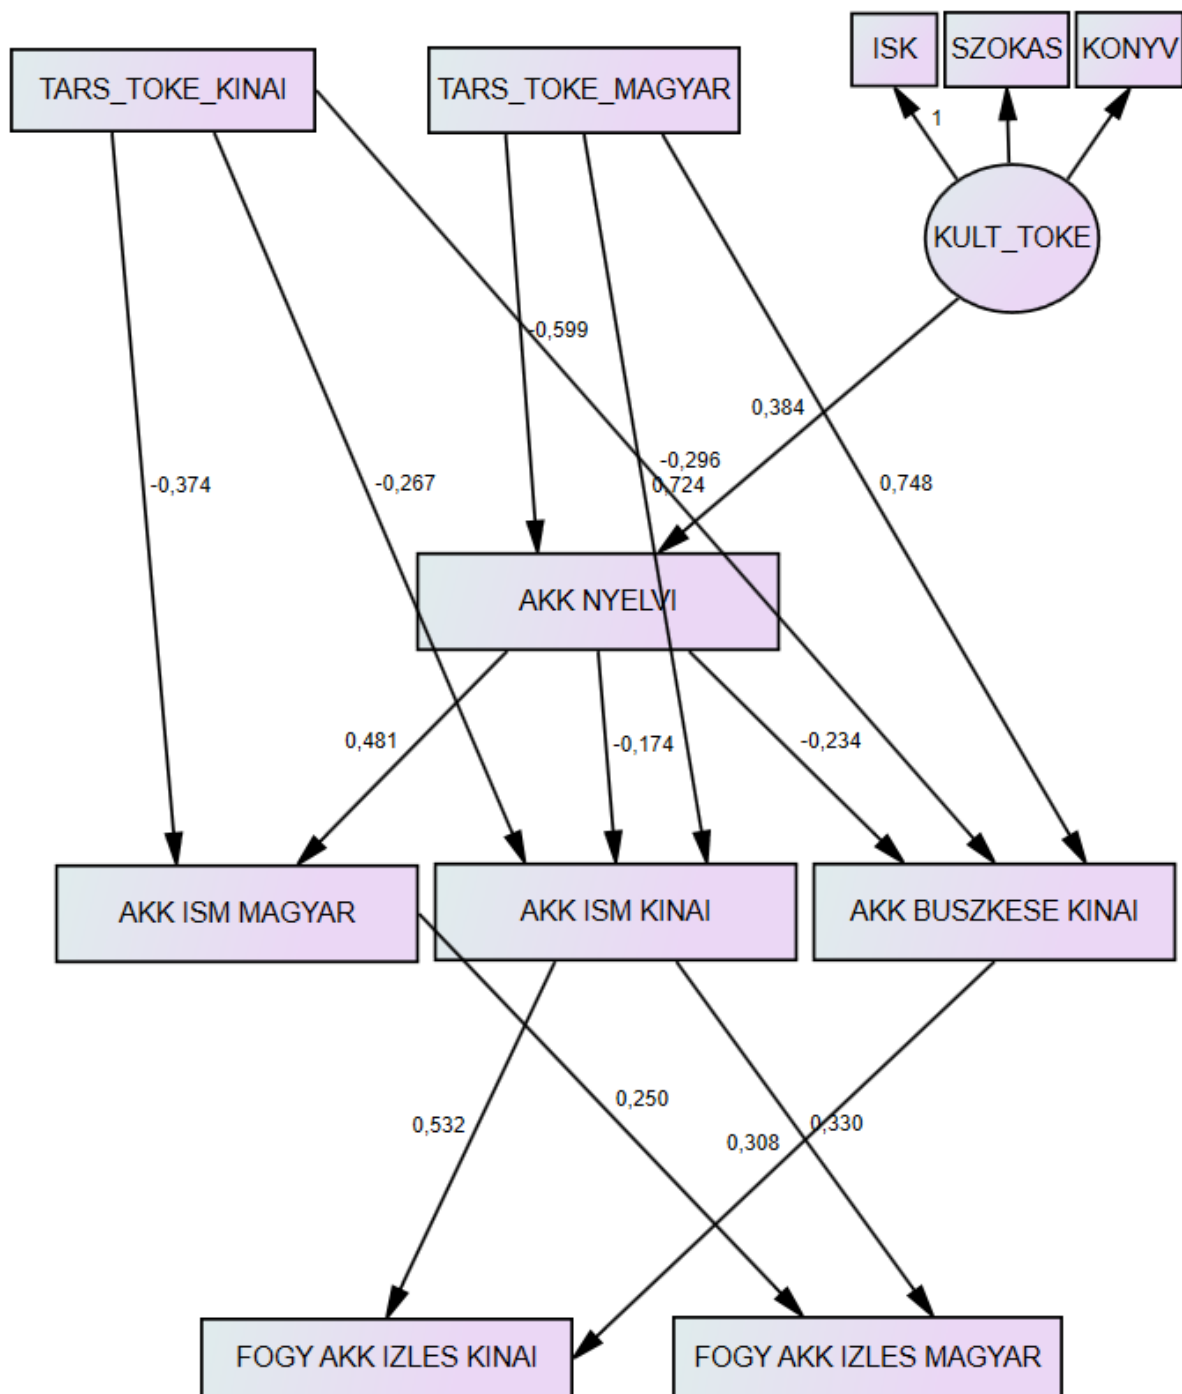 ISK
SZOKAS
KONYV
TARS_TOKE_KINAI
TARS_TOKE_MAGYAR
1
KULT_TOKE
-0,599
0,384
-0,296
-0,374
-0,267
0,724
0,748
AKK NYELVI
0,481
-0,174
-0,234
AKK ISM MAGYAR
AKK ISM KINAI
AKK BUSZKESE KINAI
0,250
0,532
0,308
0,330
FOGY AKK IZLES KINAI
FOGY AKK IZLES MAGYAR